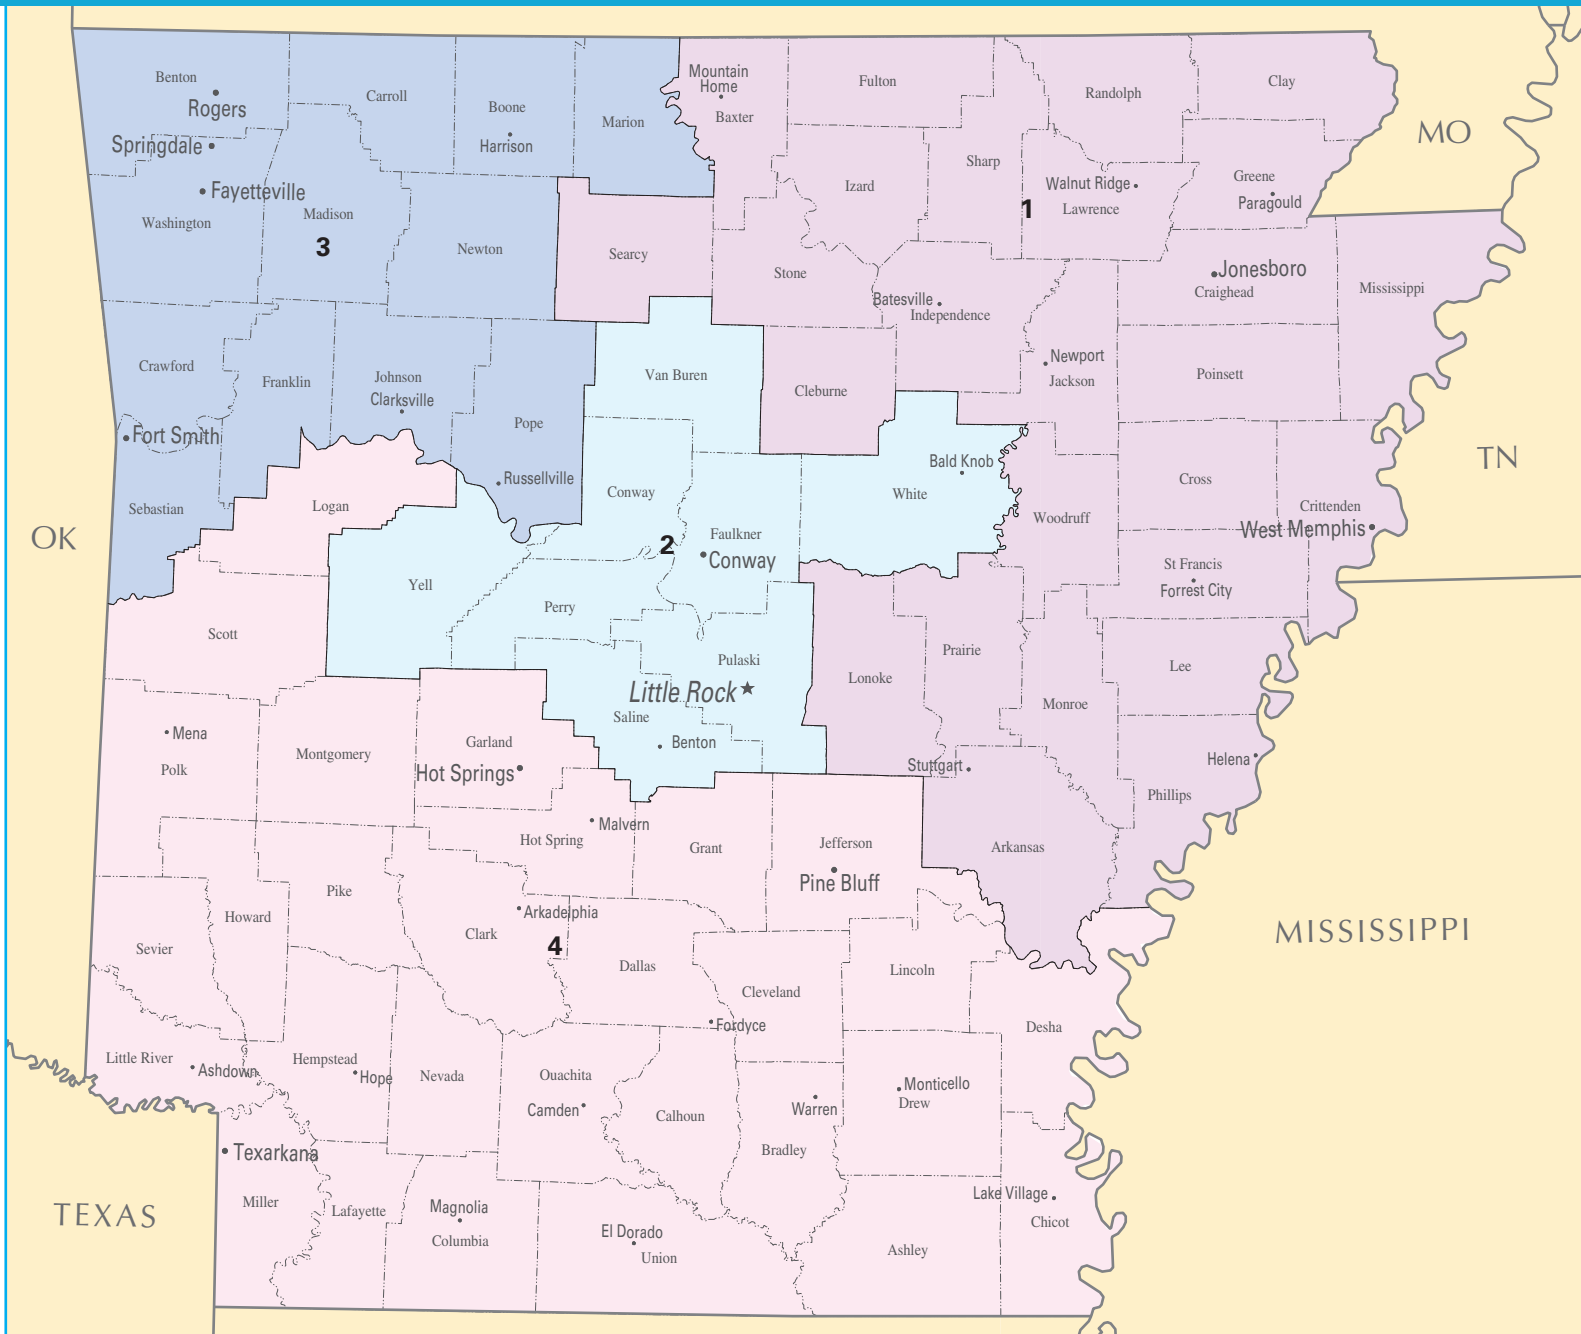 Benton
Rogers
Carroll
Boone
Harrison
Marion
Mountain
Home
Baxter
Fulton
Randolph
Clay
MO
Springdale
Fayetteville
Washington
Madison
3
Newton
Searcy
Izard
Sharp
Walnut Ridge
1
Lawrence
Greene
Paragould
Stone
Batesville
Independence
Jonesboro
Craighead
Mississippi
Crawford
Franklin
Johnson
Clarksville
Pope
Van Buren
Cleburne
Newport
Jackson
Poinsett
TN
Fort Smith
Sebastian
Logan
Russellville
Conway
Bald Knob
White
Woodruff
Cross
Crittenden
West Memphis
OK
2
Faulkner
Conway
St Francis
Forrest City
Yell
Perry
Scott
Pulaski
Little Rock
Saline
Benton
Lonoke
Prairie
Monroe
Lee
Mena
Polk
Montgomery
Garland
Hot Springs
Stuttgart
Helena
Phillips
Malvern
Hot Spring
Grant
Jefferson
Pine Bluff
Arkansas
Pike
Howard
Sevier
Arkadelphia
Clark
4
Dallas
Cleveland
Lincoln
MISSISSIPPI
Fordyce
Desha
Little River
Ashdown
Hempstead
Hope
Nevada
Ouachita
Camden
Calhoun
Warren
Bradley
Monticello
Drew
Texarkana
TEXAS
Miller
Lafayette
Magnolia
Columbia
El Dorado
Union
Ashley
Lake Village
Chicot